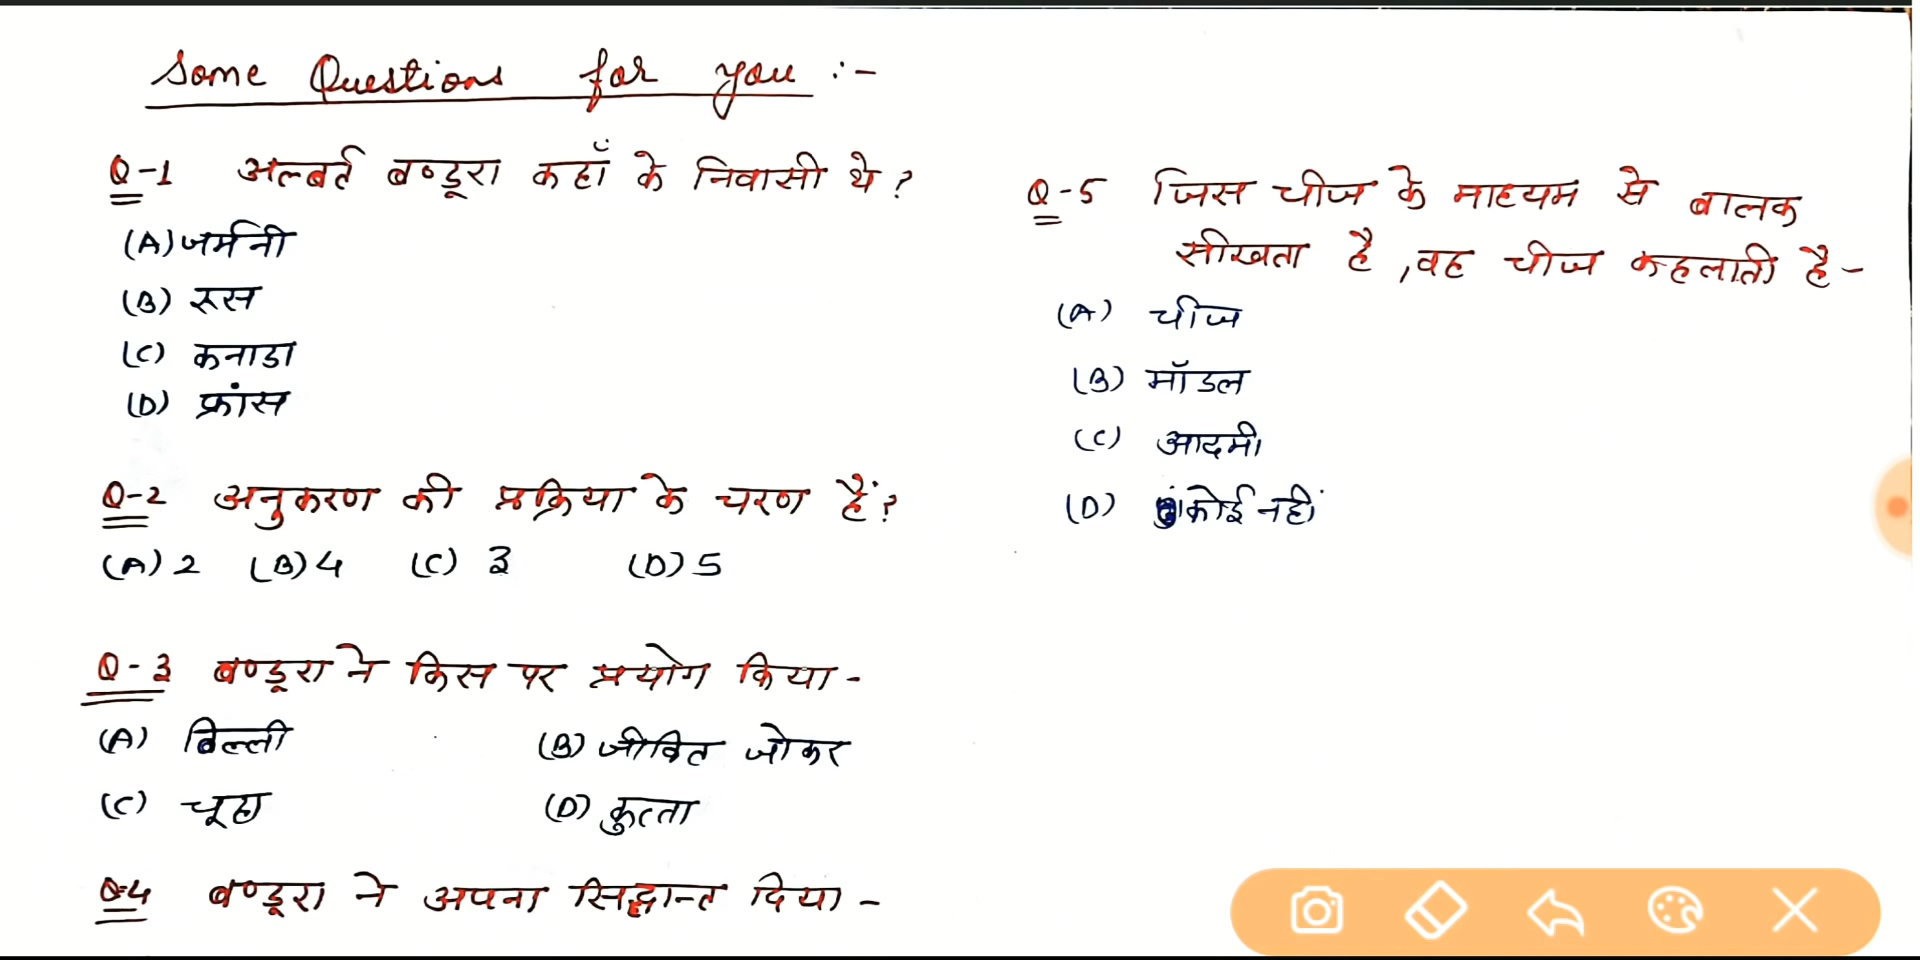 Some Questions for you :-
Q-1 अल्बर्ट बण्डूरा कहाँ के निवासी थे ?
(A) जर्मनी
(B) रूस
(C) कनाडा
(D) फ्रांस
Q-2 अनुकरण की प्रक्रिया के चरण हैं ?
(A) 2 (B) 4 (C) 3 (D) 5
Q-3 बण्डूरा ने किस पर प्रयोग किया -
(A) बिल्ली (B) जीवित जोकर
(C) चूहा (D) कुत्ता
Q-4 बण्डूरा ने अपना सिद्धान्त दिया -
Q-5 जिस चीज के माध्यम से बालक
सीखता है , वह चीज कहलाती है -
(A) चीज
(B) मॉडल
(C) आदमी
(D) कोई नहीं